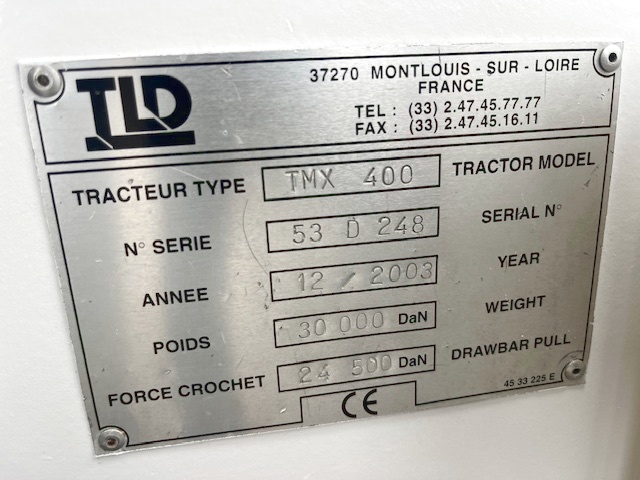 TLD
37270 MONTLOUIS - SUR - LOIRE
FRANCE
TEL : (33) 2.47.45.77.77
FAX : (33) 2.47.45.16.11
TRACTEUR TYPE TMX 400 TRACTOR MODEL
N° SERIE 53 D 248 SERIAL N°
ANNEE 12 / 2003 YEAR
POIDS 30 000 DaN WEIGHT
FORCE CROCHET 24 500 DaN DRAWBAR PULL
CE
45 33 225 E